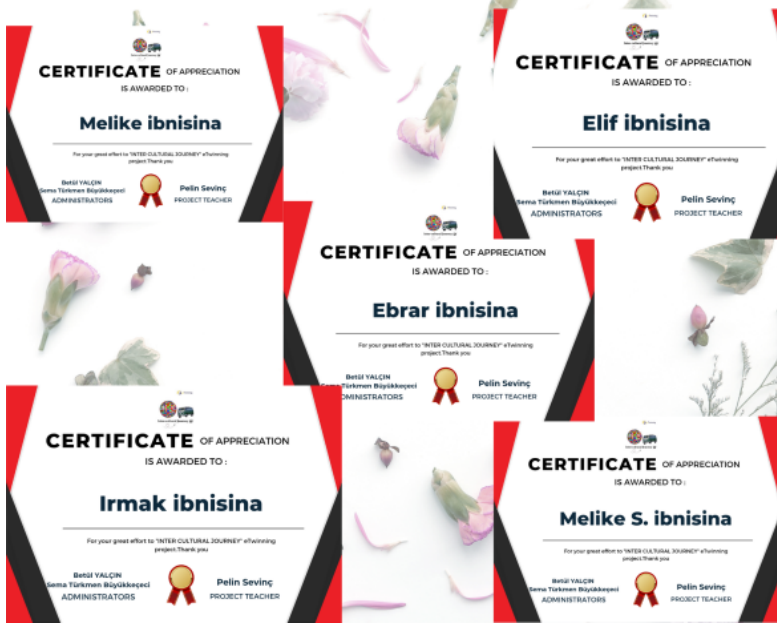 CERTIFICATE OF APPRECIATION
IS AWARDED TO :
Melike ibnisina
For your great effort to "INTER CULTURAL JOURNEY" eTwinning
project.Thank you
Betül YALÇIN
Sema Türkmen Büyükkeçeci
ADMINISTRATORS
Pelin Sevinç
PROJECT TEACHER
CERTIFICATE OF APPRECIATION
IS AWARDED TO :
Elif ibnisina
For your great effort to "INTER CULTURAL JOURNEY" eTwinning
project.Thank you
Betül YALÇIN
Sema Türkmen Büyükkeçeci
ADMINISTRATORS
Pelin Sevinç
PROJECT TEACHER
CERTIFICATE OF APPRECIATION
IS AWARDED TO :
Ebrar ibnisina
For your great effort to "INTER CULTURAL JOURNEY" eTwinning
project.Thank you
Betül YALÇIN
Sema Türkmen Büyükkeçeci
ADMINISTRATORS
Pelin Sevinç
PROJECT TEACHER
CERTIFICATE OF APPRECIATION
IS AWARDED TO :
Irmak ibnisina
For your great effort to "INTER CULTURAL JOURNEY" eTwinning
project.Thank you
Betül YALÇIN
Sema Türkmen Büyükkeçeci
ADMINISTRATORS
Pelin Sevinç
PROJECT TEACHER
CERTIFICATE OF APPRECIATION
IS AWARDED TO :
Melike S. ibnisina
For your great effort to "INTER CULTURAL JOURNEY" eTwinning
project.Thank you
Betül YALÇIN
Sema Türkmen Büyükkeçeci
ADMINISTRATORS
Pelin Sevinç
PROJECT TEACHER